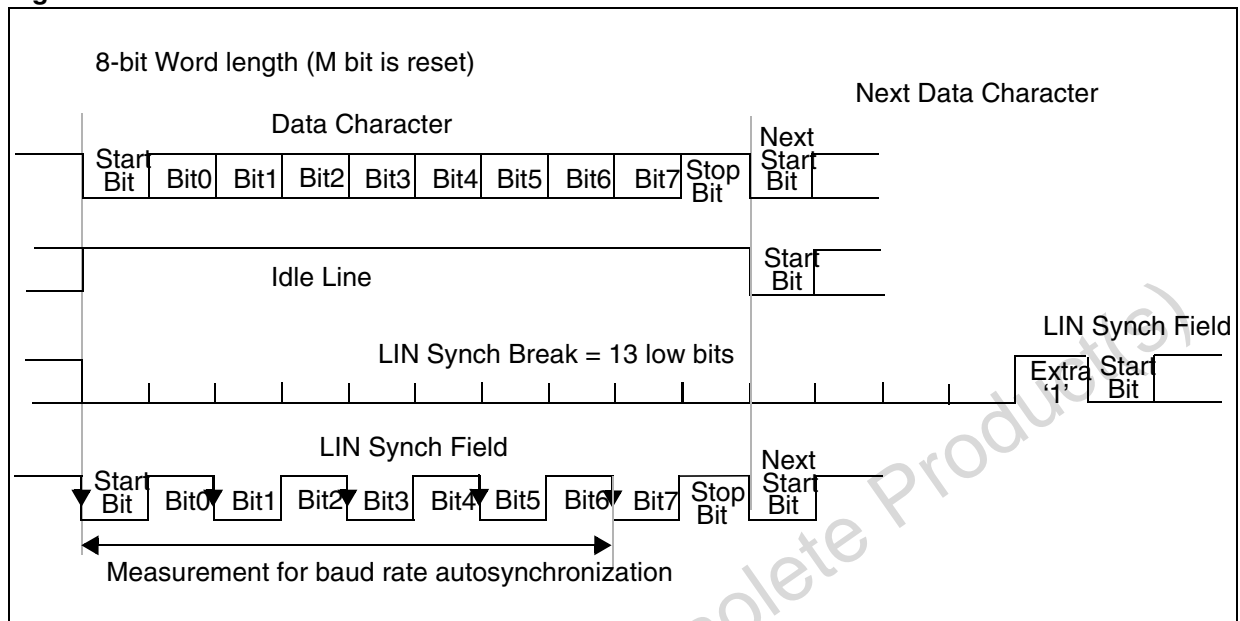 8-bit Word length (M bit is reset)
Next Data Character
Data Character
Start Bit Bit0 Bit1 Bit2 Bit3 Bit4 Bit5 Bit6 Bit7 Stop Bit Next Start Bit
Idle Line
Start Bit
LIN Synch Field
LIN Synch Break = 13 low bits
Extra '1' Start Bit
LIN Synch Field
Start Bit Bit0 Bit1 Bit2 Bit3 Bit4 Bit5 Bit6 Bit7 Stop Bit Next Start Bit
Measurement for baud rate autosynchronization
Product(s)